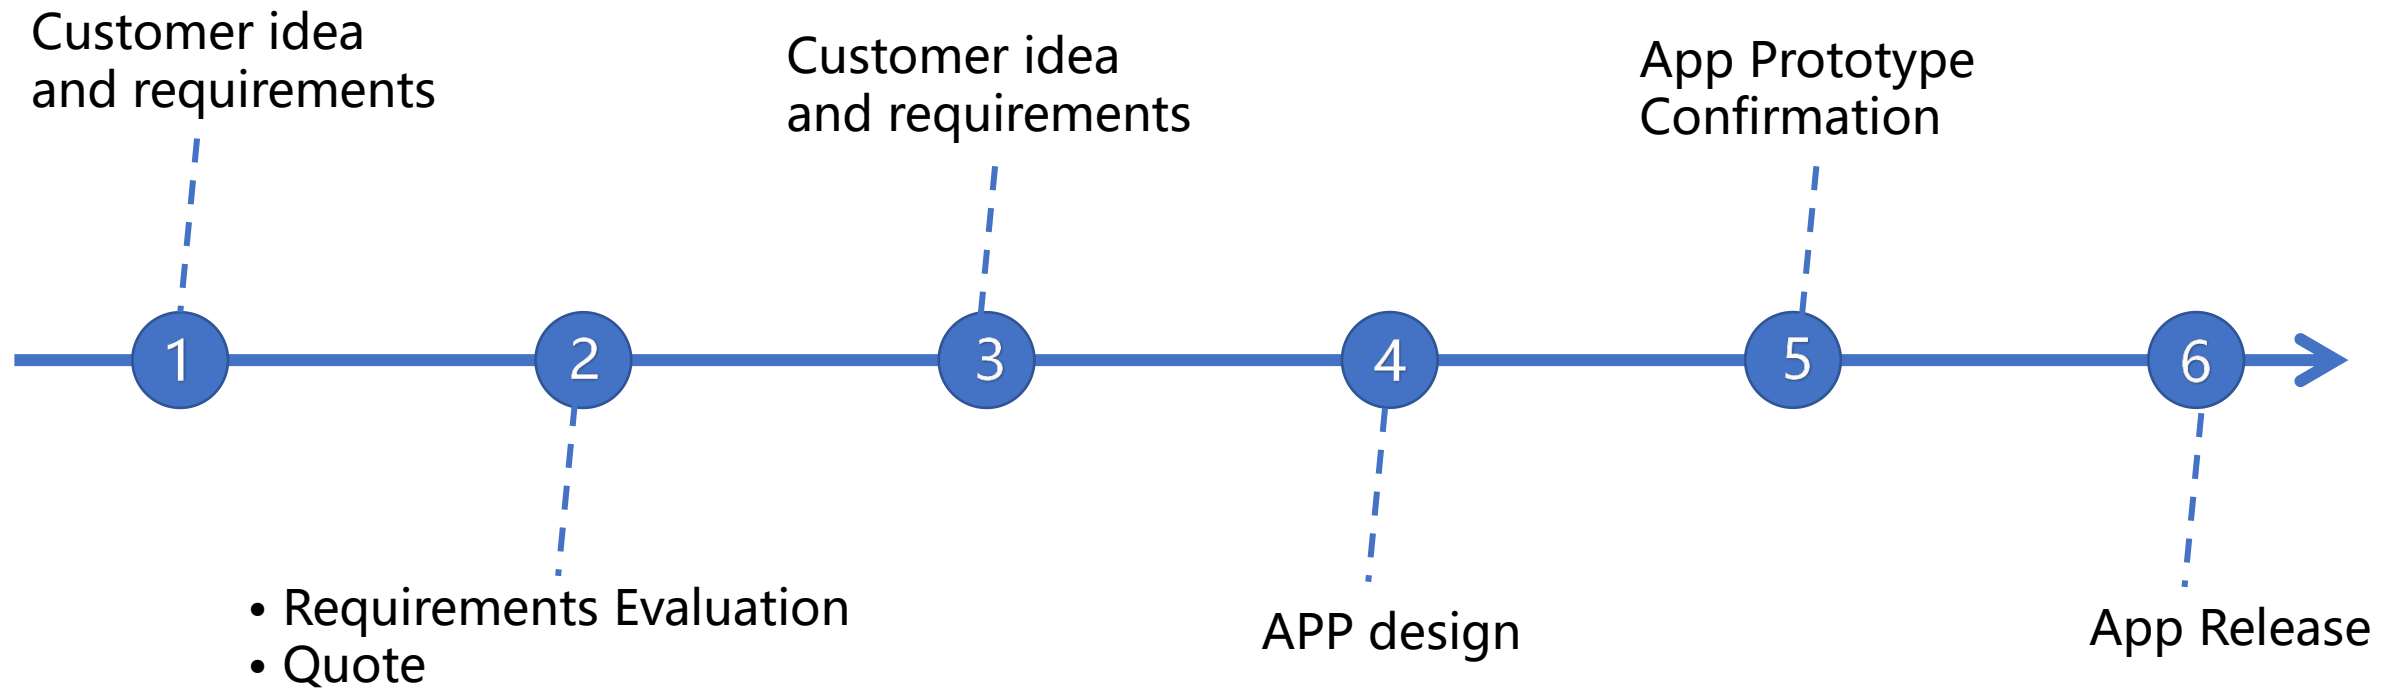 Customer idea
and requirements
Customer idea
and requirements
App Prototype
Confirmation
1
2
3
4
5
6
• Requirements Evaluation
• Quote
APP design
App Release